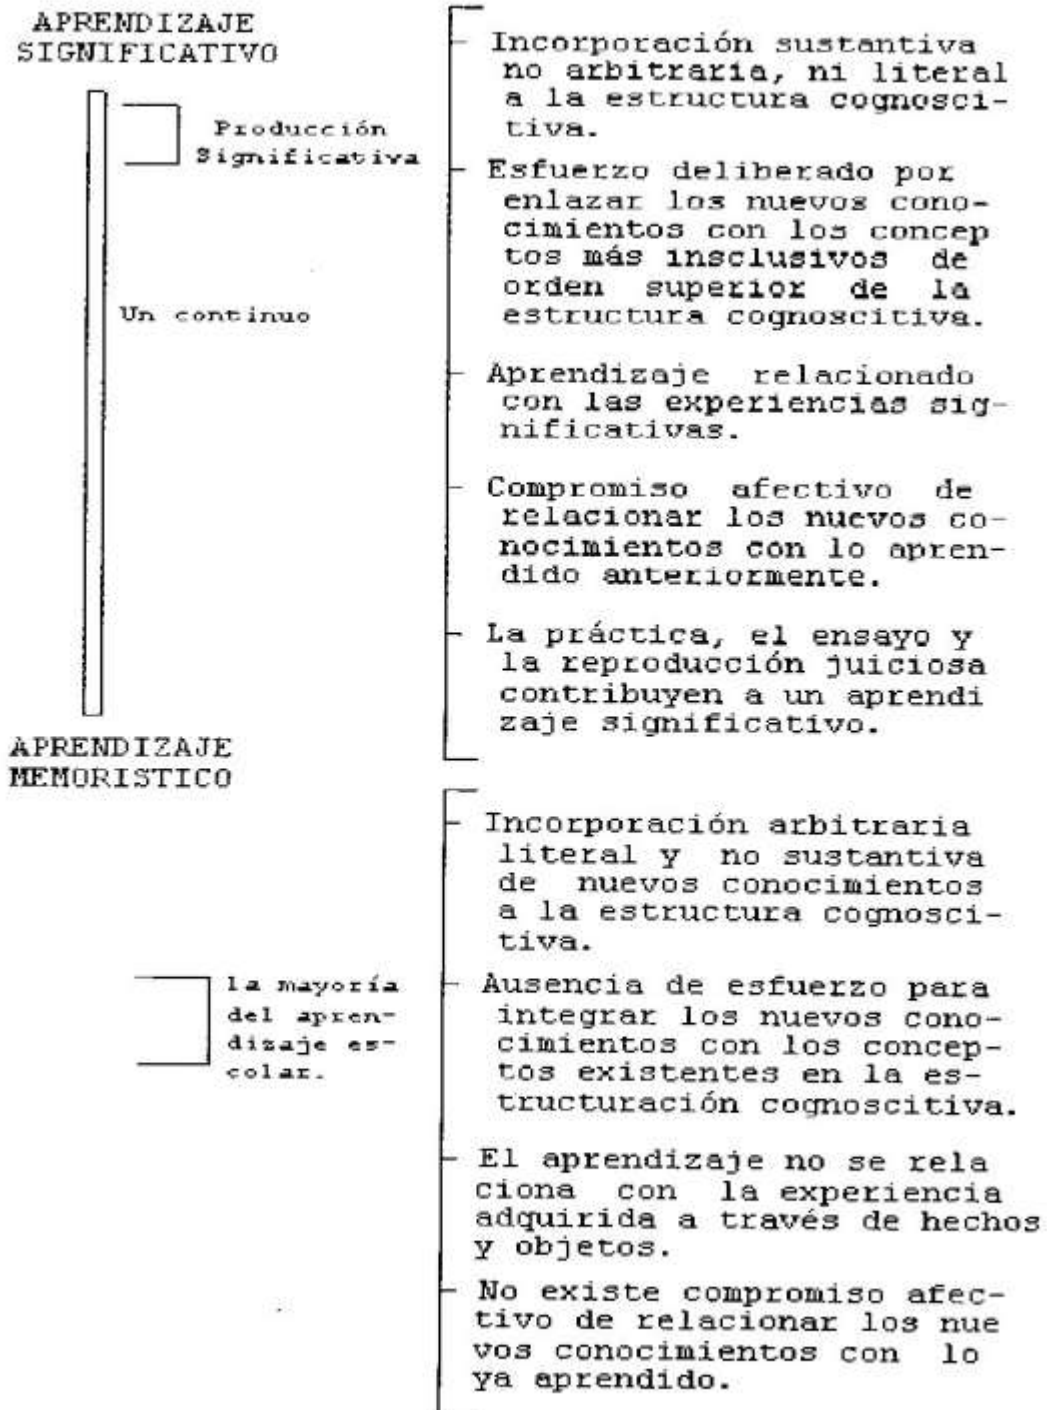 APRENDIZAJE
SIGNIFICATIVO
Producción
Significativa
Un continuo
APRENDIZAJE
MEMORISTICO
Incorporación sustantiva
no arbitraria, ni literal
a la estructura cognosci-
tiva.
Esfuerzo deliberado por
enlazar los nuevos cono-
cimientos con los concep
tos más insclusivos de
orden superior de la
estructura cognoscitiva.
Aprendizaje relacionado
con las experiencias sig-
nificativas.
Compromiso afectivo de
relacionar los nuevos co-
nocimientos con lo apren-
dido anteriormente.
La práctica, el ensayo y
la reproducción juiciosa
contribuyen a un aprendi
zaje significativo.
la mayoría
del apren-
dizaje es-
colar.
Incorporación arbitraria
literal y no sustantiva
de nuevos conocimientos
a la estructura cognosci-
tiva.
Ausencia de esfuerzo para
integrar los nuevos cono-
cimientos con los concep-
tos existentes en la es-
tructuración cognoscitiva.
El aprendizaje no se rela
ciona con la experiencia
adquirida a través de hechos
y objetos.
No existe compromiso afec-
tivo de relacionar los nue
vos conocimientos con lo
ya aprendido.